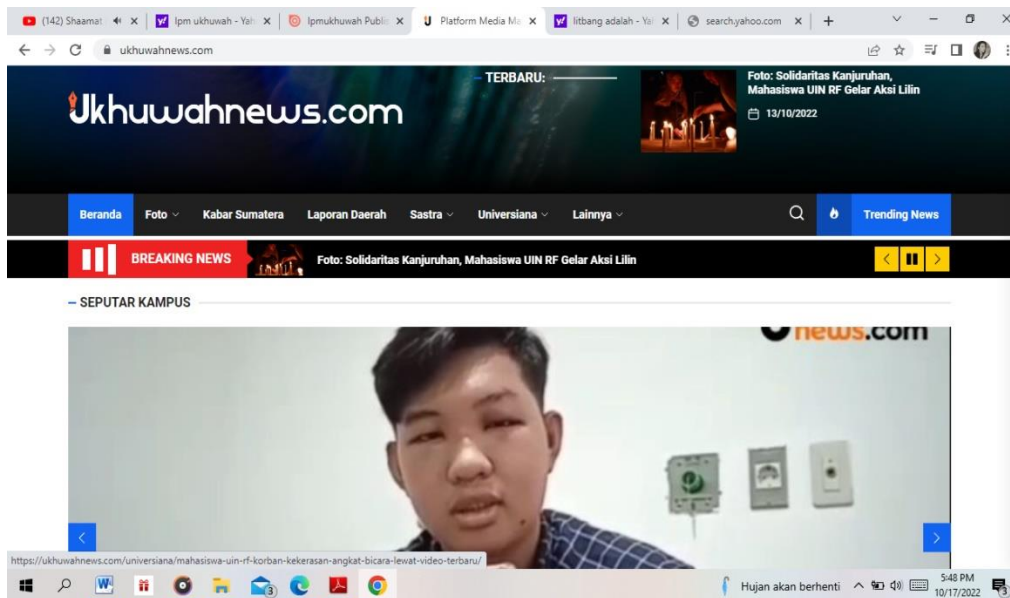 (142) Shaamat
lpm ukhuwah - Yah
lpmukhuwah Public
Platform Media Ma
litbang adalah - Yah
search.yahoo.com
ukhuwahnews.com
Ukhuwahnews.com
TERBARU:
Foto: Solidaritas Kanjuruhan,
Mahasiswa UIN RF Gelar Aksi Lilin
13/10/2022
Beranda Foto Kabar Sumatera Laporan Daerah Sastra Universiana Lainnya Trending News
BREAKING NEWS Foto: Solidaritas Kanjuruhan, Mahasiswa UIN RF Gelar Aksi Lilin
SEPUTAR KAMPUS
news.com
https://ukhuwahnews.com/universiana/mahasiswa-uin-rf-korban-kekerasan-angkat-bicara-lewat-video-terbaru/
Hujan akan berhenti
5:48 PM
10/17/2022